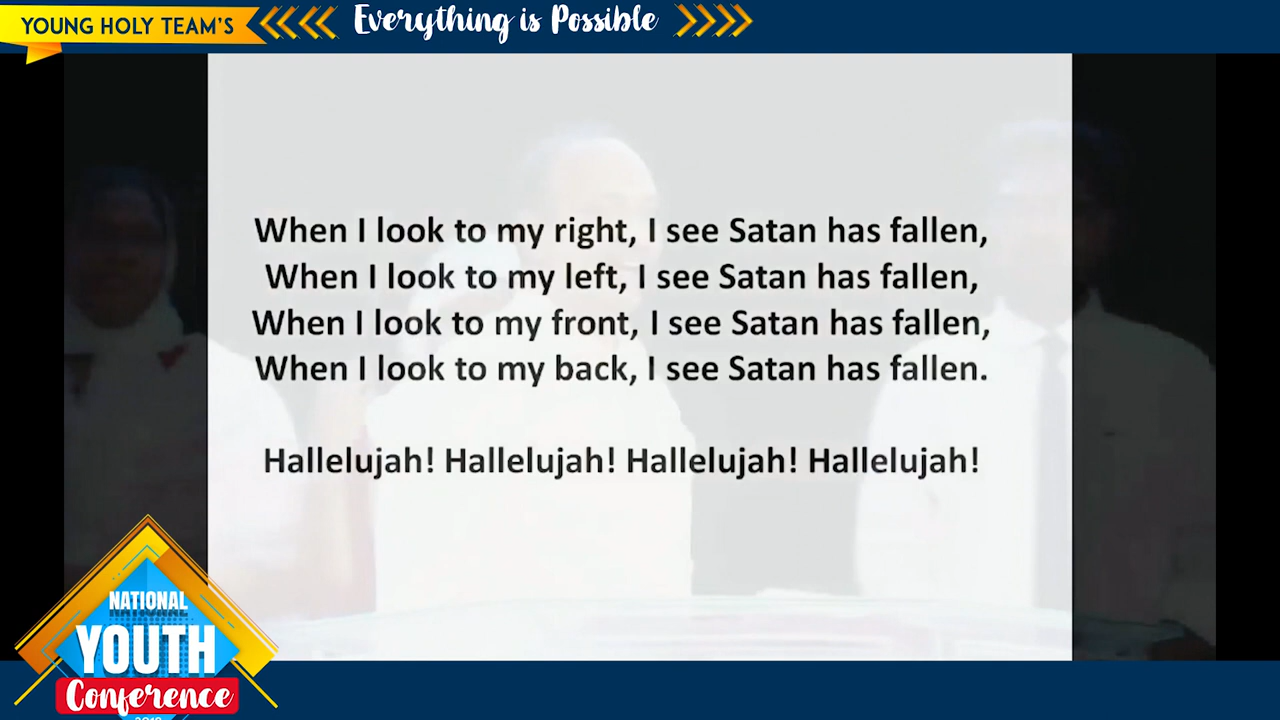 YOUNG HOLY TEAM'S
Everything is Possible
When I look to my right, I see Satan has fallen,
When I look to my left, I see Satan has fallen,
When I look to my front, I see Satan has fallen,
When I look to my back, I see Satan has fallen.
Hallelujah! Hallelujah! Hallelujah! Hallelujah!
NATIONAL
YOUTH
Conference